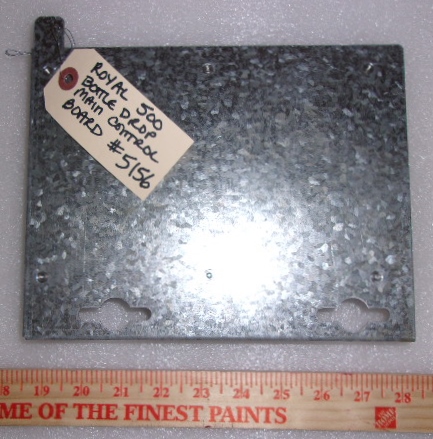 ROYAL 500
BOTTLE DROP
MAIN CONTROL
BOARD #5156
8 19 20 21 22 23 24 25 26 27 28
ME OF THE FINEST PAINTS